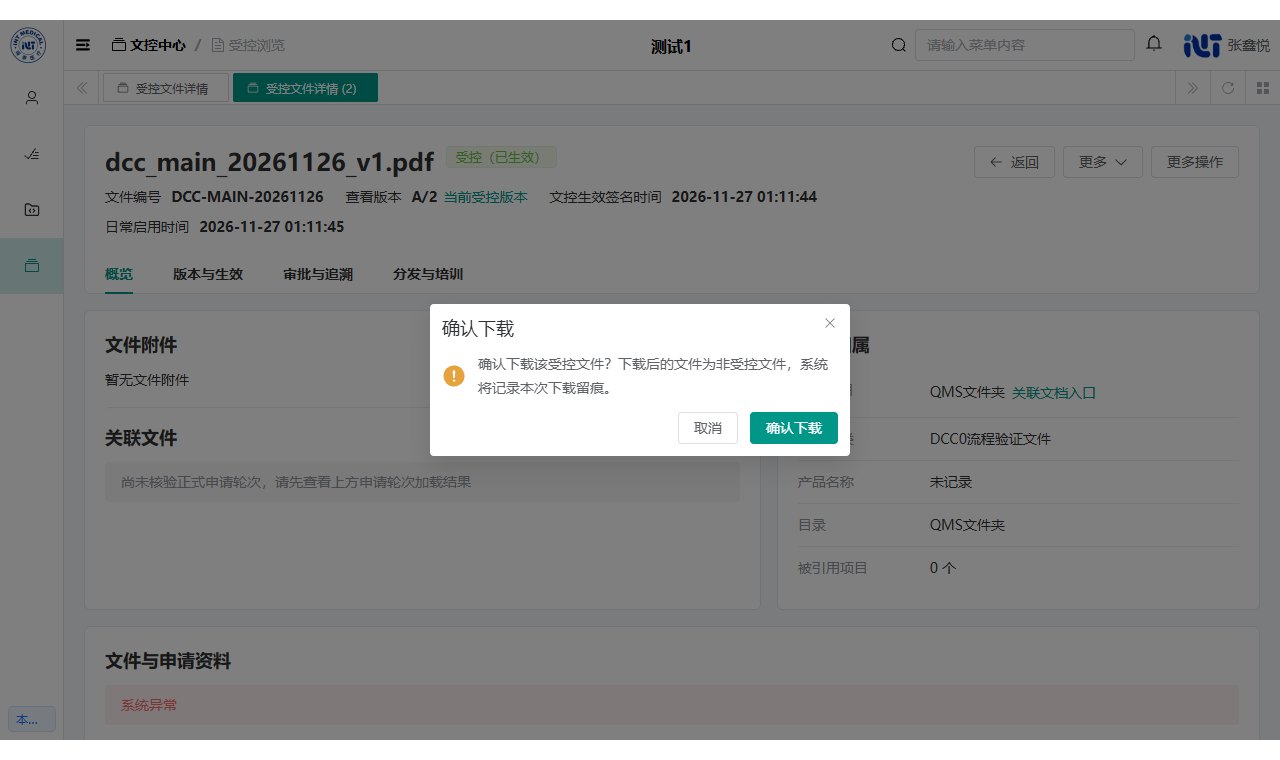 文控中心 / 受控浏览
测试1
请输入菜单内容
张鑫悦
受控文件详情
受控文件详情 (2)
dcc_main_20261126_v1.pdf
受控（已生效）
返回
更多
更多操作
文件编号 DCC-MAIN-20261126 查看版本 A/2 当前受控版本 文控生效签名时间 2026-11-27 01:11:44
日常启用时间 2026-11-27 01:11:45
概览 版本与生效 审批与追溯 分发与培训
确认下载
确认下载该受控文件？下载后的文件为非受控文件，系统
将记录本次下载留痕。
取消
确认下载
文件附件
暂无文件附件
关联文件
尚未核验正式申请轮次，请先查看上方申请轮次加载结果
属
QMS文件夹 关联文档入口
DCC0流程验证文件
产品名称 未记录
目录 QMS文件夹
被引用项目 0 个
文件与申请资料
系统异常
本...